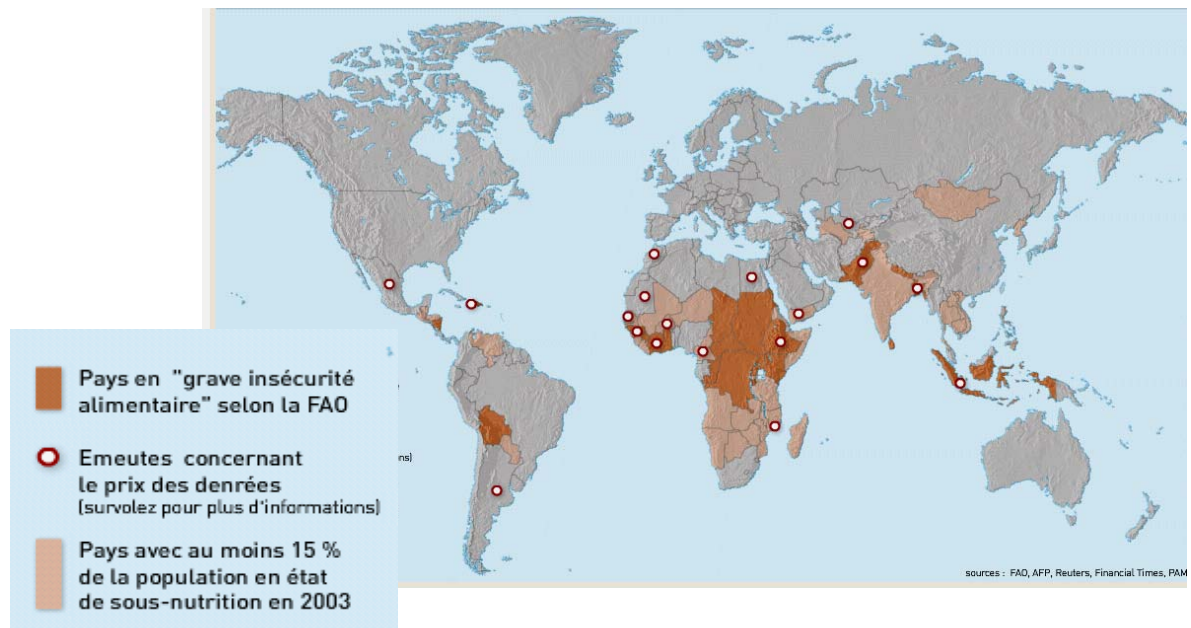 Pays en "grave insécurité
alimentaire" selon la FAO
Emeutes concernant
le prix des denrées
(survolez pour plus d'informations)
Pays avec au moins 15 %
de la population en état
de sous-nutrition en 2003
ns)
sources : FAO, AFP, Reuters, Financial Times, PAM